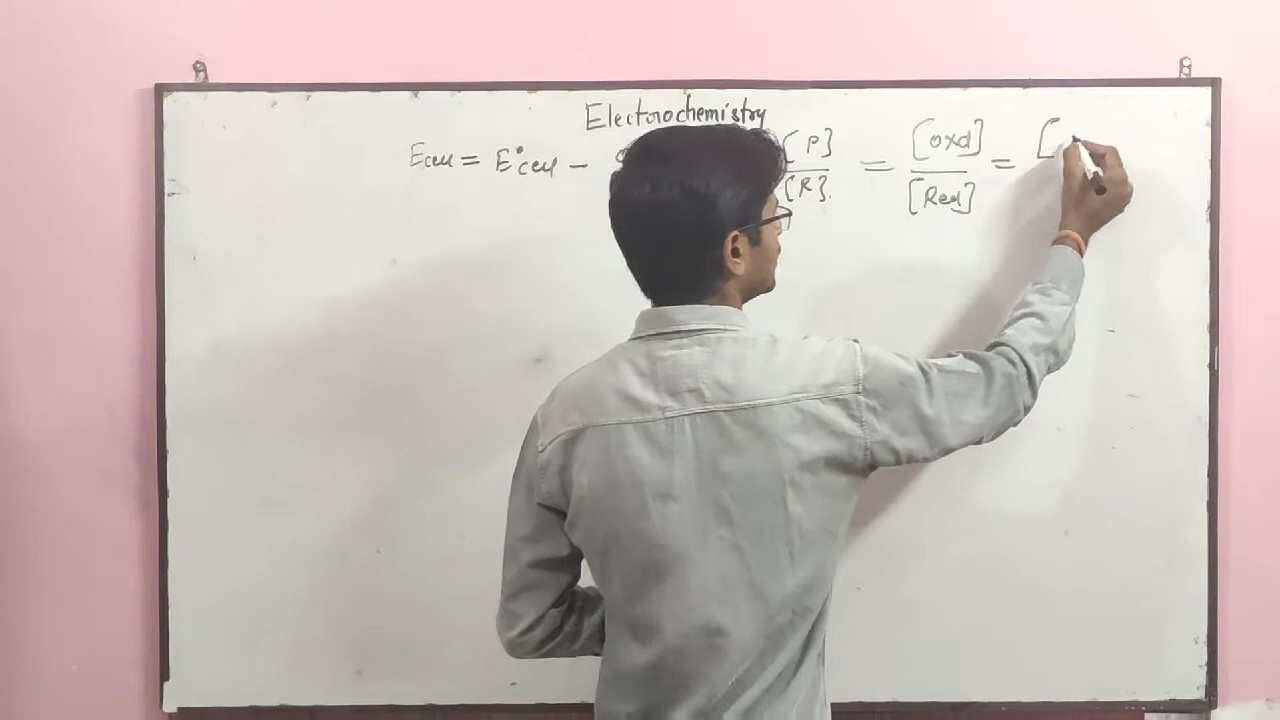 Electrochemistry
Ecell = E°cell - [P] / [R]. = [oxd] / [Red] = [